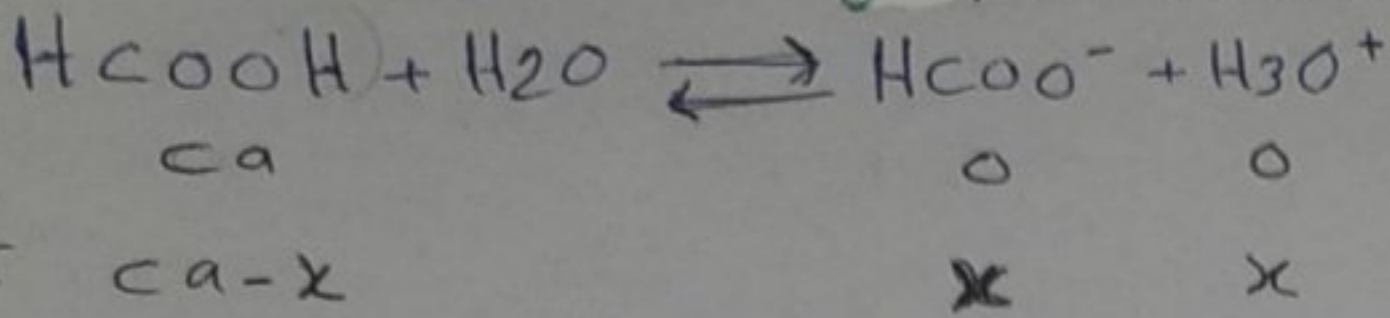 HCOOH + H2O ⇌ HCOO⁻ + H3O⁺
ca 0 0
ca-x x x